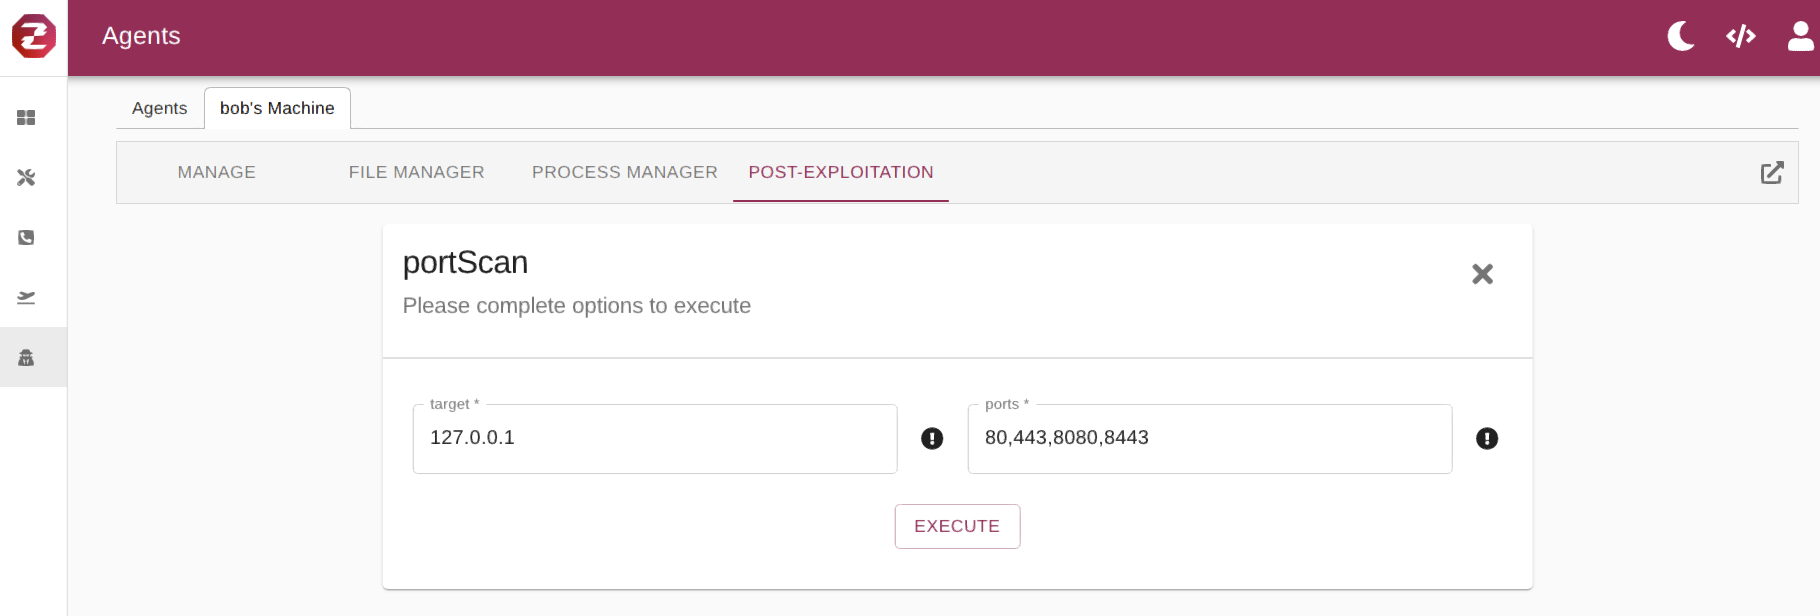 Agents
Agents
bob's Machine
MANAGE
FILE MANAGER
PROCESS MANAGER
POST-EXPLOITATION
portScan
Please complete options to execute
target *
127.0.0.1
ports *
80,443,8080,8443
EXECUTE